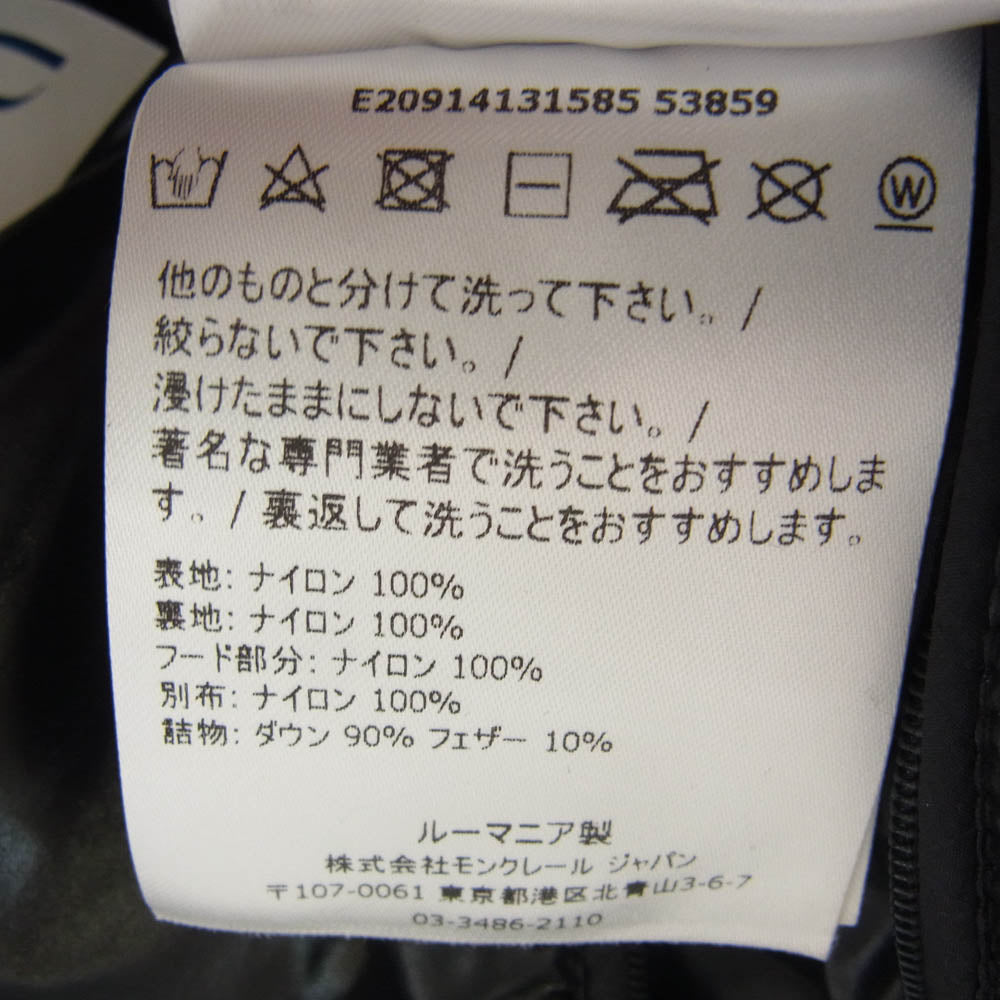 E20914131585 53859
W
他のものと分けて洗って下さい。/
絞らないで下さい。/
浸けたままにしないで下さい。/
著名な専門業者で洗うことをおすすめしま
す。/ 裏返して洗うことをおすすめします。
表地: ナイロン 100%
裏地: ナイロン 100%
フード部分: ナイロン 100%
別布: ナイロン 100%
詰物: ダウン 90% フェザー 10%
ルーマニア製
株式会社モンクレール ジャパン
〒107-0061 東京都港区北青山3-6-7
03-3486-2110